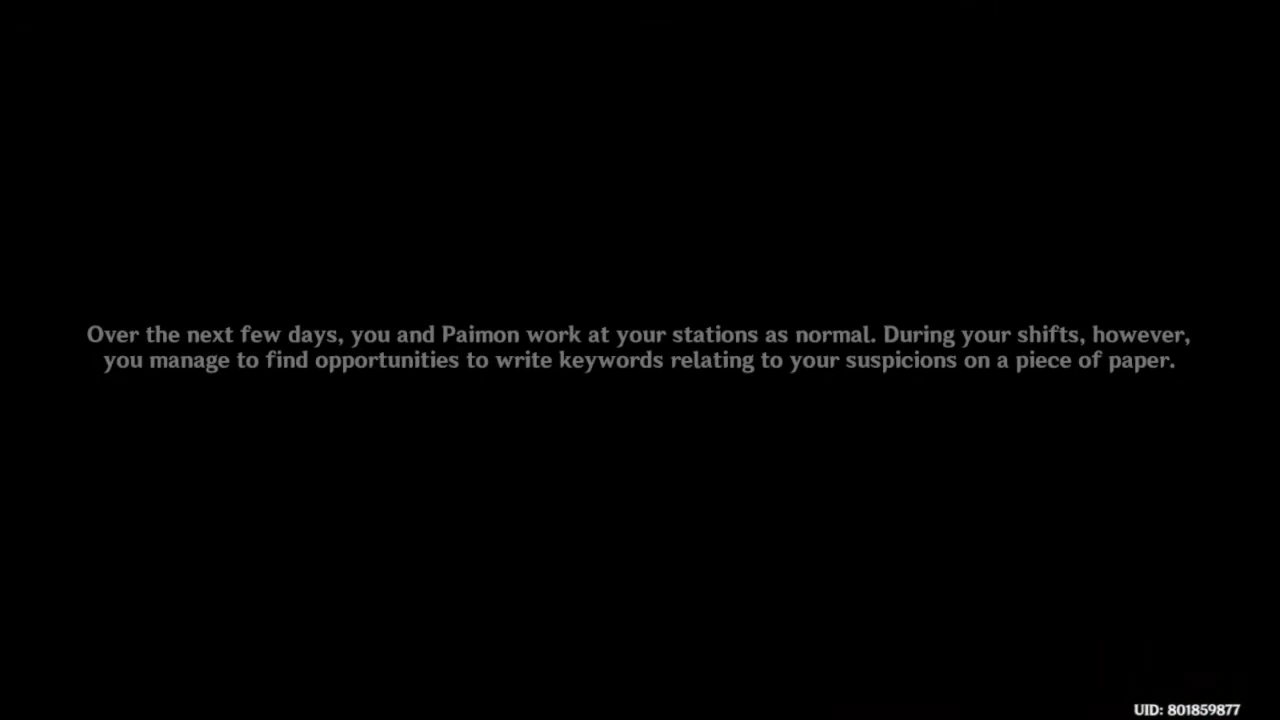 Over the next few days, you and Paimon work at your stations as normal. During your shifts, however,
you manage to find opportunities to write keywords relating to your suspicions on a piece of paper.
UID: 801859877